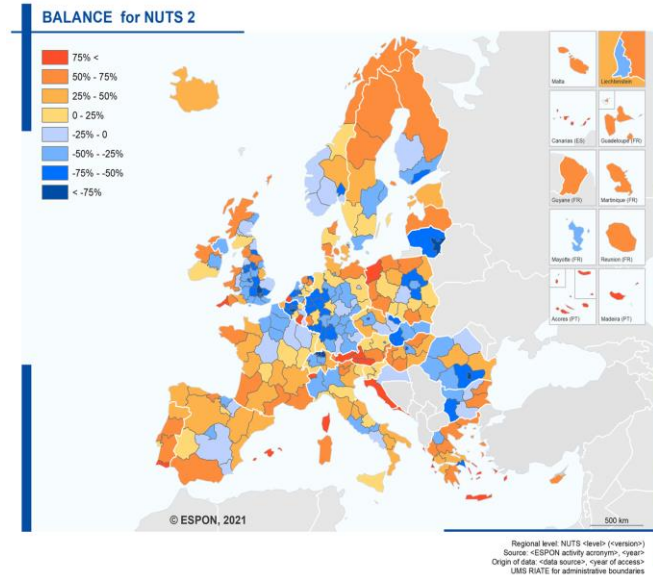 BALANCE for NUTS 2
75% <
50% - 75%
25% - 50%
0 - 25%
-25% - 0
-50% - -25%
-75% - -50%
< -75%
Malta
Liechtenstein
Canarias (ES)
Guadeloupe (FR)
Guyane (FR)
Martinique (FR)
Mayotte (FR)
Reunion (FR)
Acores (PT)
Madeira (PT)
© ESPON, 2021
500 km
Regional level: NUTS <level> (<version>)
Source: <ESPON activity acronym>, <year>
Origin of data: <data source>, <year of access>
UMS RIATE for administrative boundaries